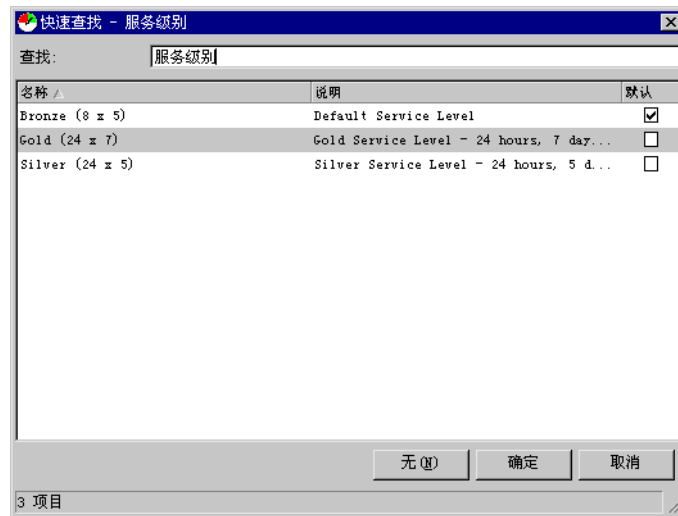 快速查找 - 服务级别
查找: 服务级别
名称 说明 默认
Bronze (8 x 5) Default Service Level
Gold (24 x 7) Gold Service Level - 24 hours, 7 day...
Silver (24 x 5) Silver Service Level - 24 hours, 5 d...
无(N) 确定 取消
3 项目